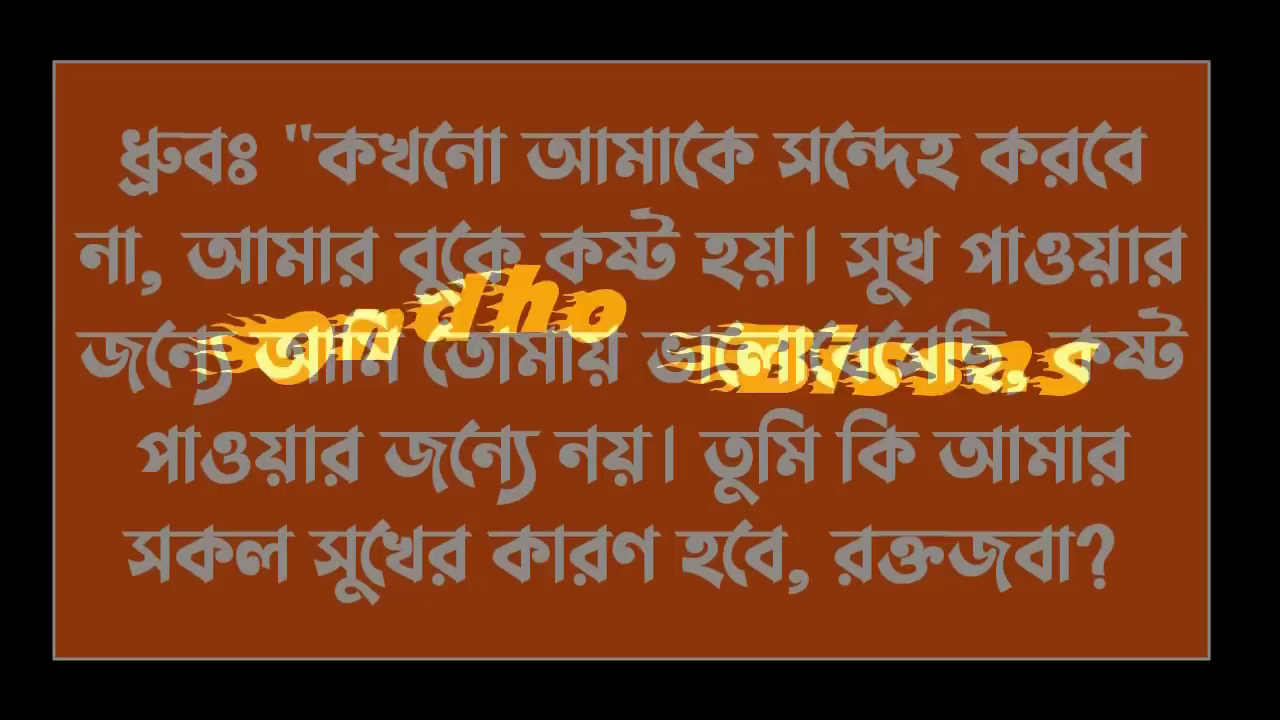 ধ্রুবঃ "কখনো আমাকে সন্দেহ করবে
না, আমার বুকে কষ্ট হয়। সুখ পাওয়ার
জন্যে আমি তোমায় ভালোবেসেছি, কষ্ট
পাওয়ার জন্যে নয়। তুমি কি আমার
সকল সুখের কারণ হবে, রক্তজবা?